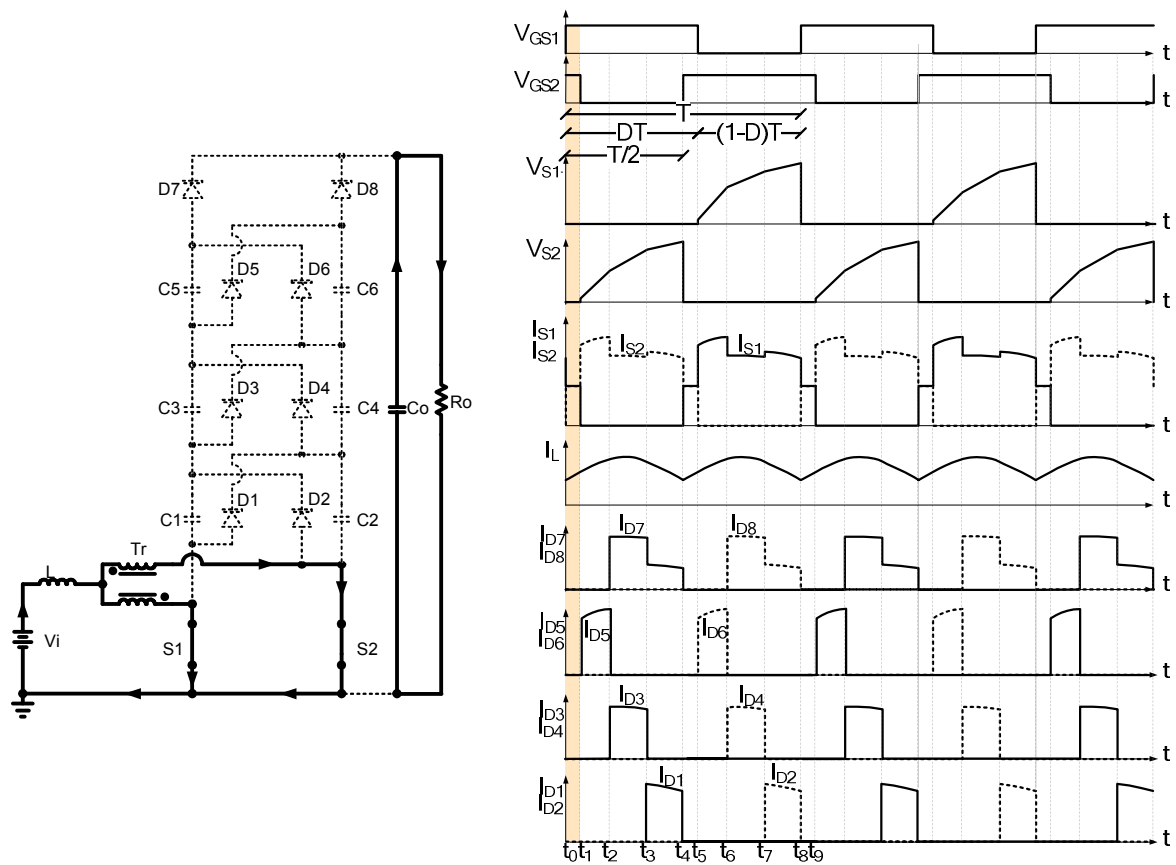 D7
D8
D5
D6
C5
C6
D3
D4
C3
C4
Co
Ro
D1
D2
C1
C2
Tr
L
Vi
S1
S2
VGS1
t
VGS2
t
T
DT
(1-D)T
T/2
VS1
t
VS2
t
IS1
IS2
IS2
IS1
t
IL
t
ID7
ID8
ID7
ID8
t
ID5
ID6
ID5
ID6
t
ID3
ID4
ID3
ID4
t
ID1
ID2
ID1
ID2
t
t0 t1 t2 t3 t4 t5 t6 t7 t8 t9